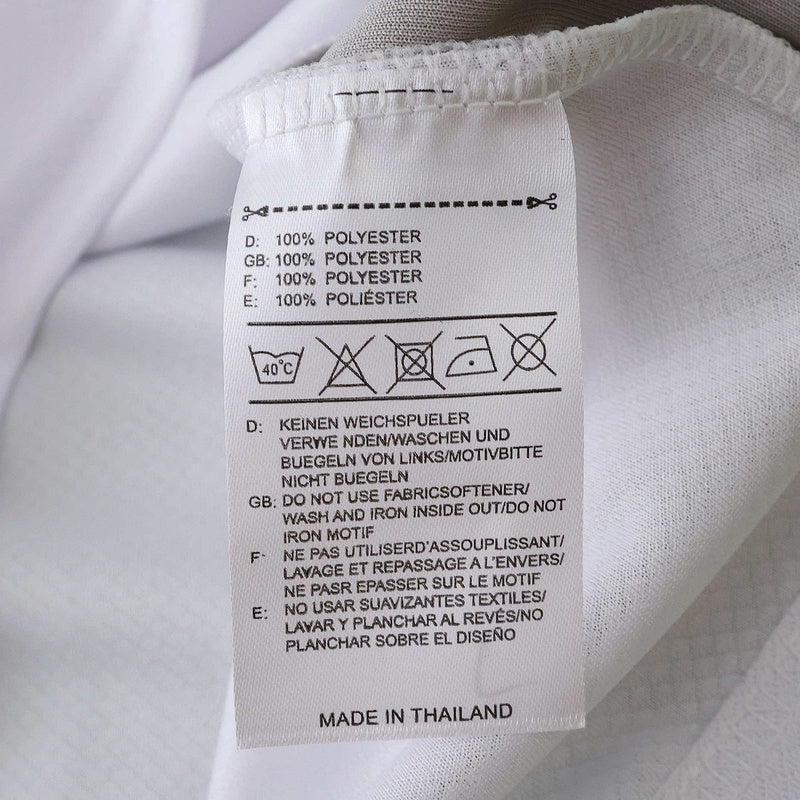 D: 100% POLYESTER
GB: 100% POLYESTER
F: 100% POLYESTER
E: 100% POLIÉSTER
40°C
D: KEINEN WEICHSPUELER
VERWE NDEN/WASCHEN UND
BUEGELN VON LINKS/MOTIVBITTE
NICHT BUEGELN
GB: DO NOT USE FABRICSOFTENER/
WASH AND IRON INSIDE OUT/DO NOT
IRON MOTIF
F: NE PAS UTILISERD'ASSOUPLISSANT/
LAVAGE ET REPASSAGE A L'ENVERS/
NE PASR EPASSER SUR LE MOTIF
E: NO USAR SUAVIZANTES TEXTILES/
LAVAR Y PLANCHAR AL REVÉS/NO
PLANCHAR SOBRE EL DISEÑO
MADE IN THAILAND